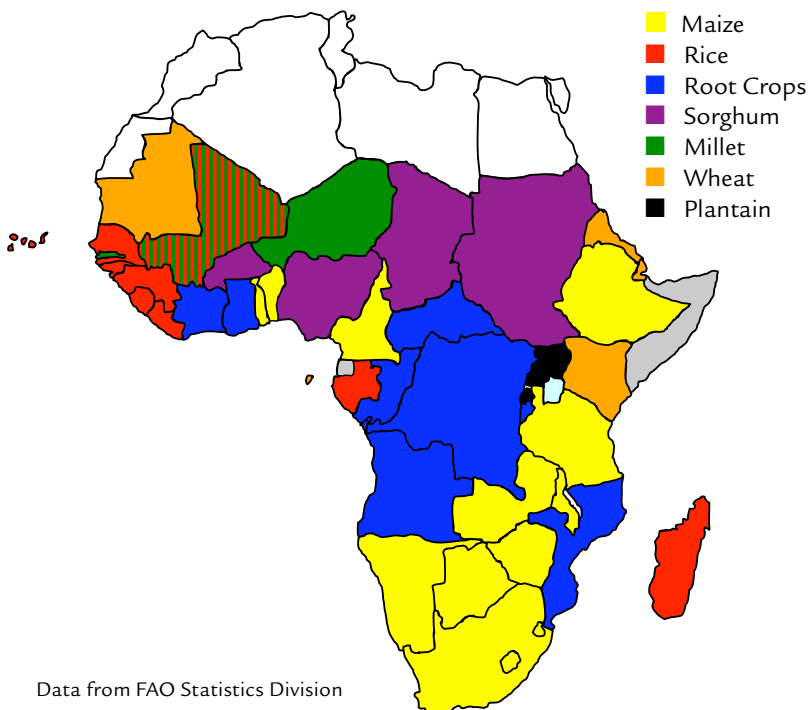 Maize
Rice
Root Crops
Sorghum
Millet
Wheat
Plantain
Data from FAO Statistics Division